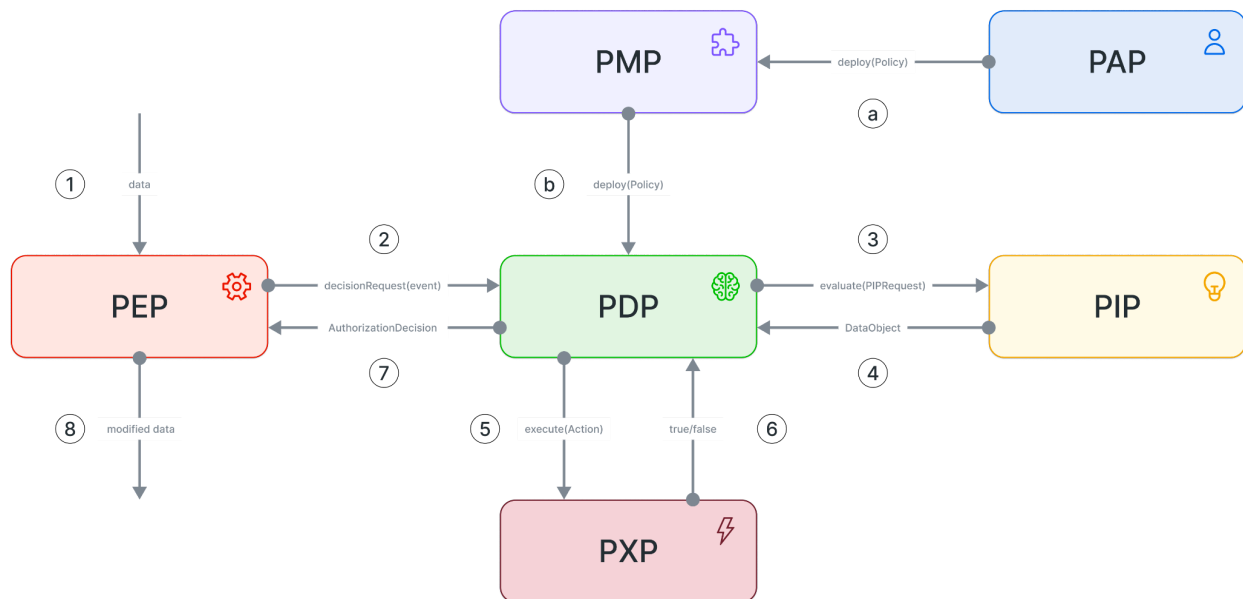 PMP
deploy(Policy)
PAP
a
1
data
b
deploy(Policy)
2
3
PEP
decisionRequest(event)
AuthorizationDecision
PDP
evaluate(PIPRequest)
DataObject
PIP
7
4
8
modified data
5
execute(Action)
true/false
6
PXP